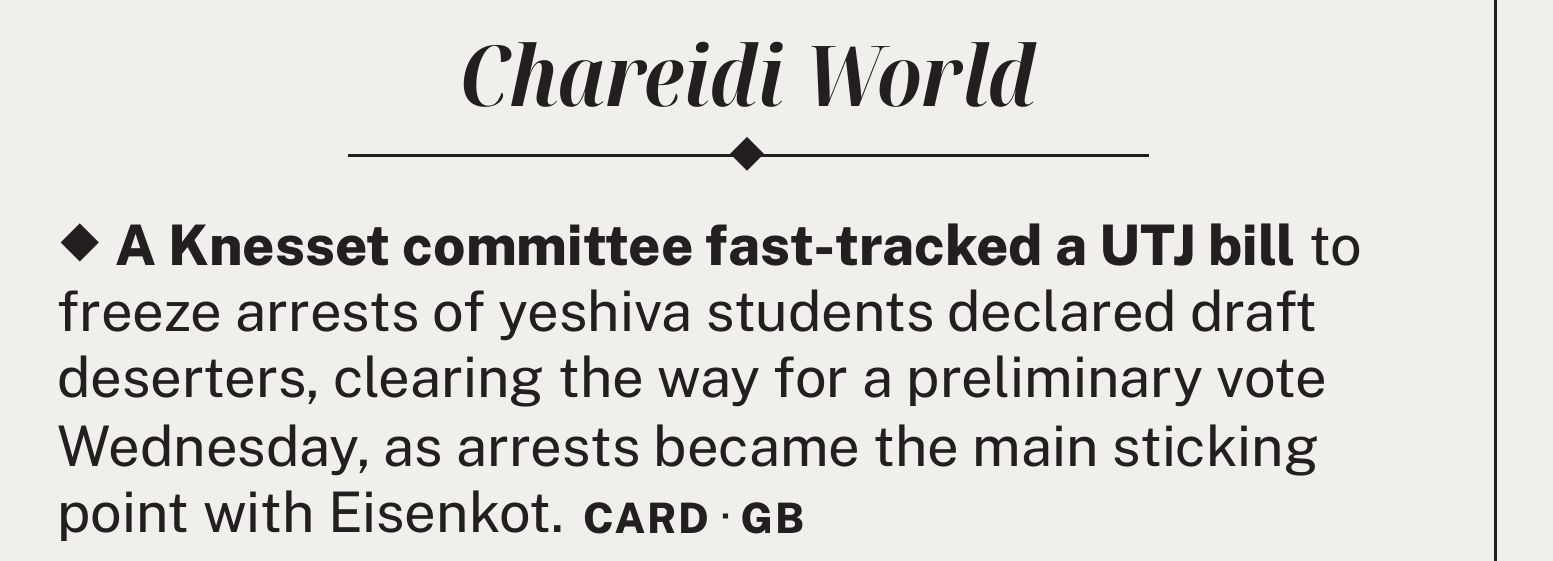 Chareidi World
◆ A Knesset committee fast-tracked a UTJ bill to
freeze arrests of yeshiva students declared draft
deserters, clearing the way for a preliminary vote
Wednesday, as arrests became the main sticking
point with Eisenkot. CARD · GB